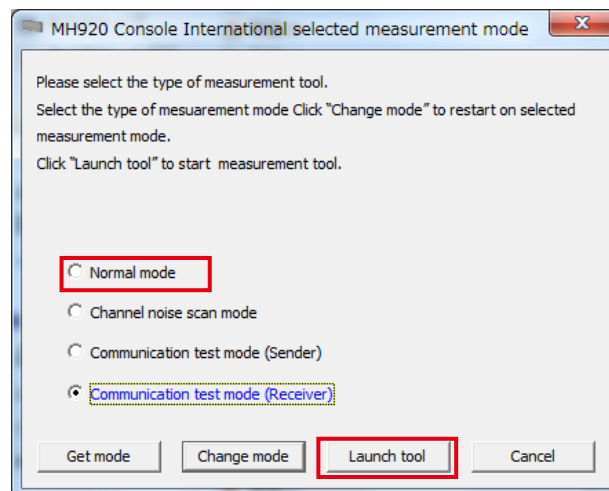 MH920 Console International selected measurement mode
Please select the type of measurement tool.
Select the type of mesuarement mode Click “Change mode” to restart on selected
measurement mode.
Click “Launch tool” to start measurement tool.
Normal mode
Channel noise scan mode
Communication test mode (Sender)
Communication test mode (Receiver)
Get mode Change mode Launch tool Cancel